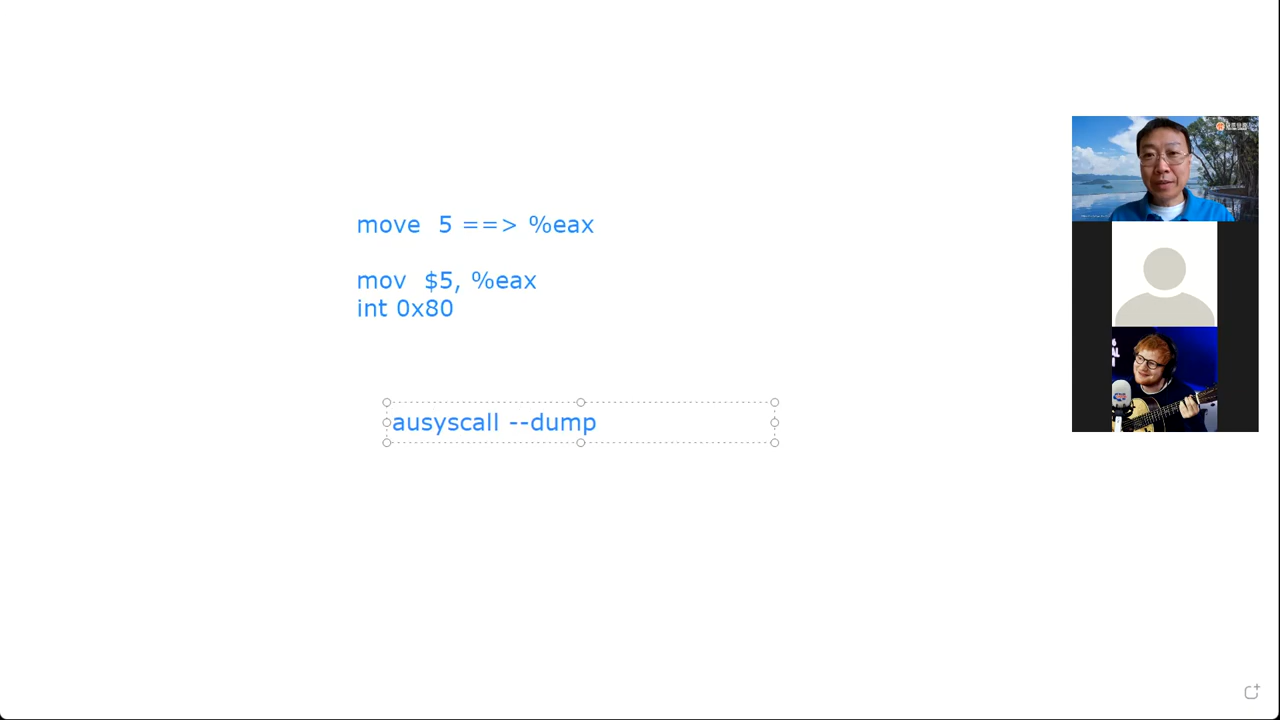 move 5 ==> %eax
mov $5, %eax
int 0x80
ausyscall --dump